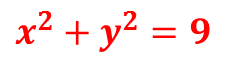 x² + y² = 9